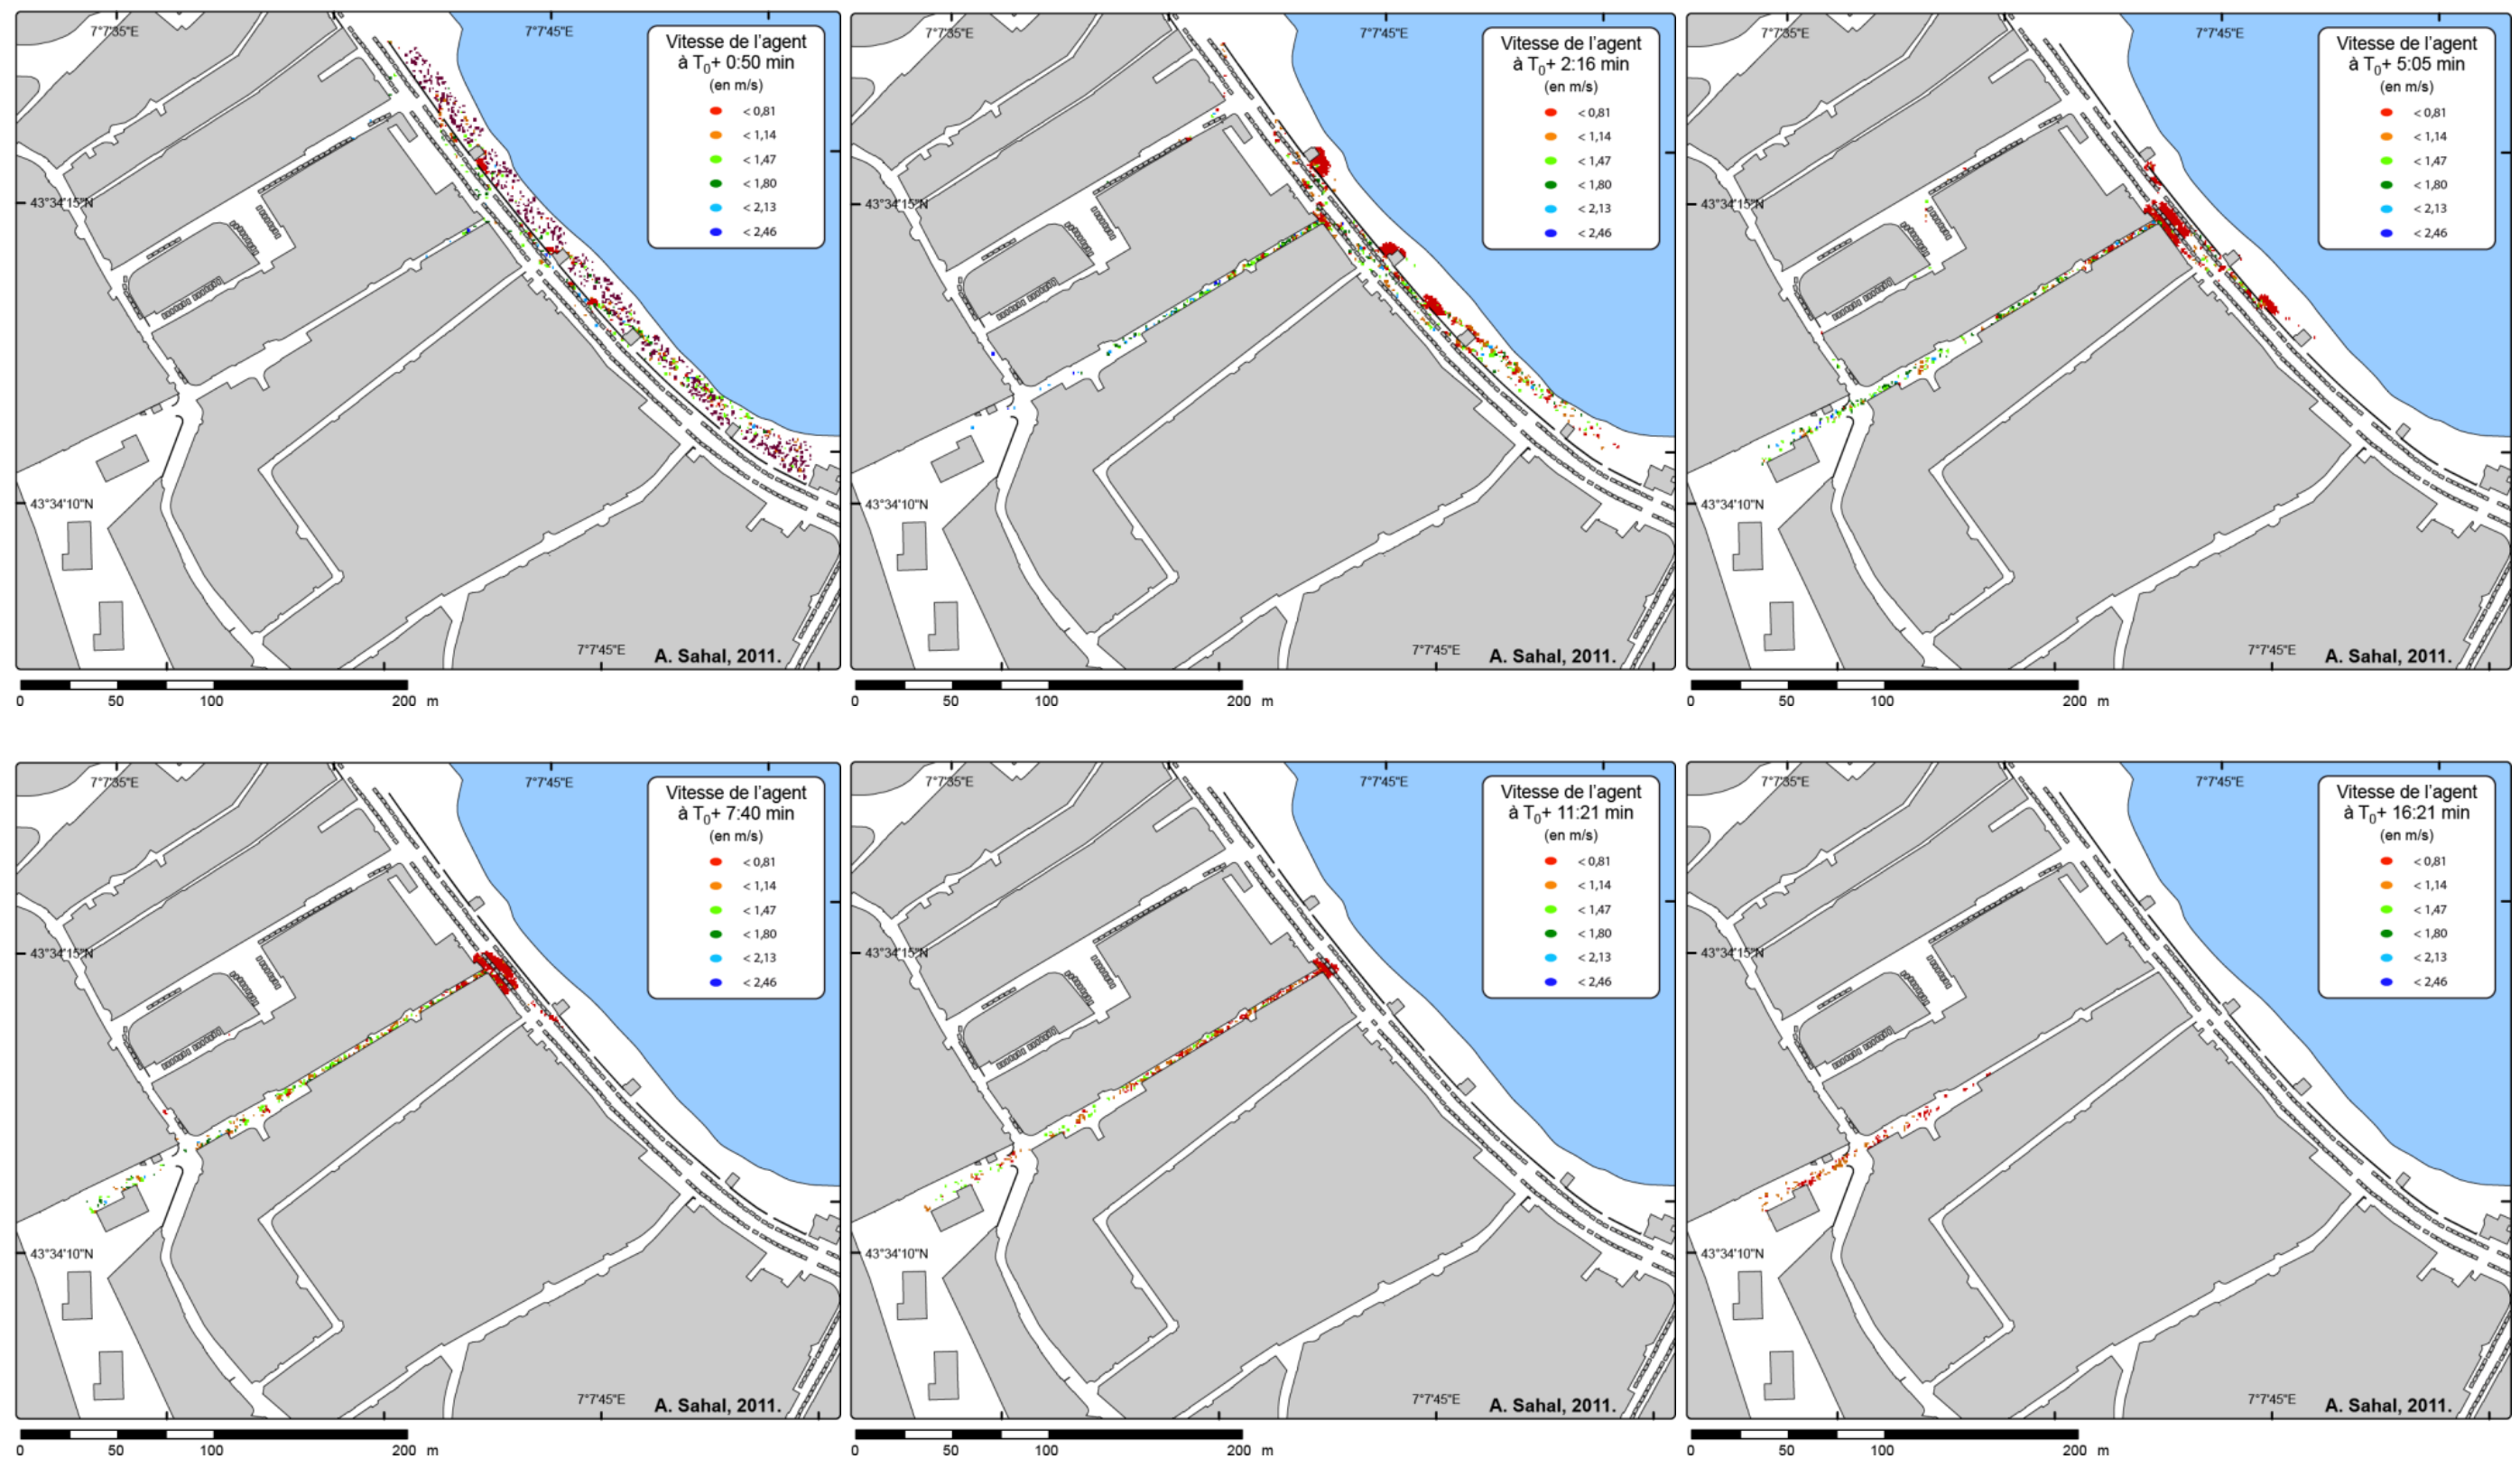 7°7'35"E
7°7'45"E
Vitesse de l'agent
à T₀+ 0:50 min
(en m/s)
< 0,81
< 1,14
< 1,47
< 1,80
< 2,13
< 2,46
43°34'15"N
43°34'10"N
7°7'45"E
A. Sahal, 2011.
0 50 100 200 m
7°7'35"E
7°7'45"E
Vitesse de l'agent
à T₀+ 2:16 min
(en m/s)
< 0,81
< 1,14
< 1,47
< 1,80
< 2,13
< 2,46
43°34'15"N
43°34'10"N
7°7'45"E
A. Sahal, 2011.
0 50 100 200 m
7°7'35"E
7°7'45"E
Vitesse de l'agent
à T₀+ 5:05 min
(en m/s)
< 0,81
< 1,14
< 1,47
< 1,80
< 2,13
< 2,46
43°34'15"N
43°34'10"N
7°7'45"E
A. Sahal, 2011.
0 50 100 200 m
7°7'35"E
7°7'45"E
Vitesse de l'agent
à T₀+ 7:40 min
(en m/s)
< 0,81
< 1,14
< 1,47
< 1,80
< 2,13
< 2,46
43°34'15"N
43°34'10"N
7°7'45"E
A. Sahal, 2011.
0 50 100 200 m
7°7'35"E
7°7'45"E
Vitesse de l'agent
à T₀+ 11:21 min
(en m/s)
< 0,81
< 1,14
< 1,47
< 1,80
< 2,13
< 2,46
43°34'15"N
43°34'10"N
7°7'45"E
A. Sahal, 2011.
0 50 100 200 m
7°7'35"E
7°7'45"E
Vitesse de l'agent
à T₀+ 16:21 min
(en m/s)
< 0,81
< 1,14
< 1,47
< 1,80
< 2,13
< 2,46
43°34'15"N
43°34'10"N
7°7'45"E
A. Sahal, 2011.
0 50 100 200 m